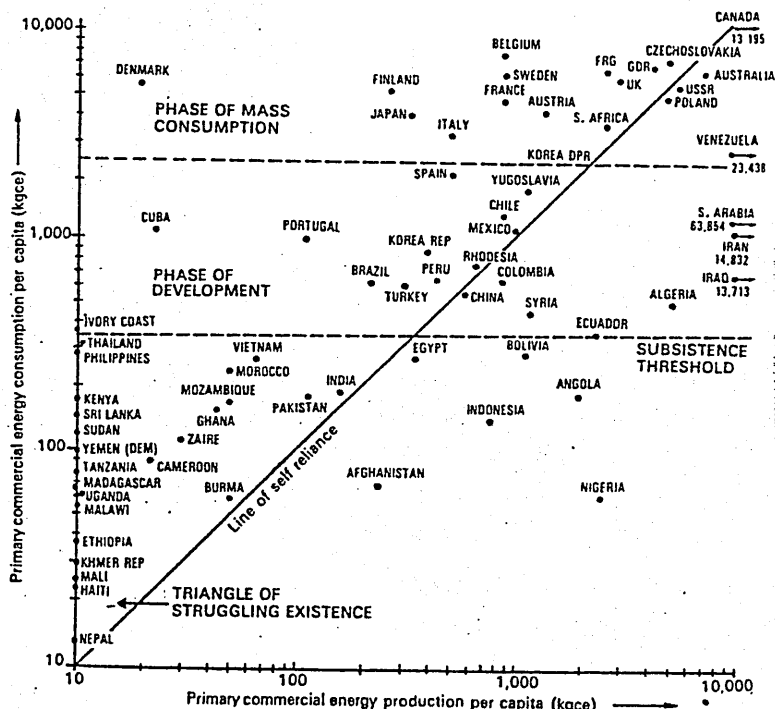 CANADA
13 195
10,000
BELGIUM
FRG
GDR
CZECHOSLOVAKIA
DENMARK
FINLAND
SWEDEN
UK
AUSTRALIA
FRANCE
USSR
PHASE OF MASS
CONSUMPTION
JAPAN
AUSTRIA
POLAND
ITALY
S. AFRICA
VENEZUELA
23,438
KOREA DPR
SPAIN
YUGOSLAVIA
CUBA
PORTUGAL
CHILE
S. ARABIA
63,854
1,000
MEXICO
IRAN
14,832
KOREA REP
RHODESIA
PHASE OF
DEVELOPMENT
BRAZIL
PERU
COLOMBIA
IRAQ
13,713
TURKEY
CHINA
ALGERIA
SYRIA
IVORY COAST
ECUADOR
THAILAND
PHILIPPINES
VIETNAM
EGYPT
BOLIVIA
SUBSISTENCE
THRESHOLD
MOROCCO
MOZAMBIQUE
INDIA
ANGOLA
KENYA
GHANA
PAKISTAN
SRI LANKA
INDONESIA
SUDAN
ZAIRE
100
YEMEN (DEM)
TANZANIA
CAMEROON
AFGHANISTAN
MADAGASCAR
BURMA
NIGERIA
UGANDA
MALAWI
Line of self reliance
ETHIOPIA
KHMER REP
MALI
HAITI
TRIANGLE OF
STRUGGLING EXISTENCE
NEPAL
10
10
100
1,000
10,000
Primary commercial energy production per capita (kgce)
Primary commercial energy consumption per capita (kgce)